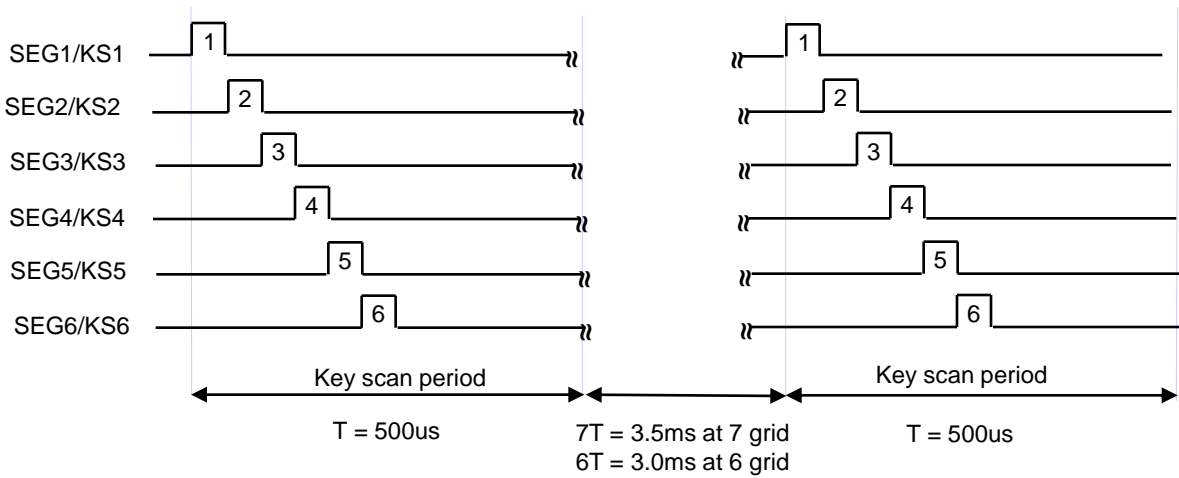 SEG1/KS1 1 1
SEG2/KS2 2 2
SEG3/KS3 3 3
SEG4/KS4 4 4
SEG5/KS5 5 5
SEG6/KS6 6 6
Key scan period Key scan period
T = 500us 7T = 3.5ms at 7 grid T = 500us
6T = 3.0ms at 6 grid